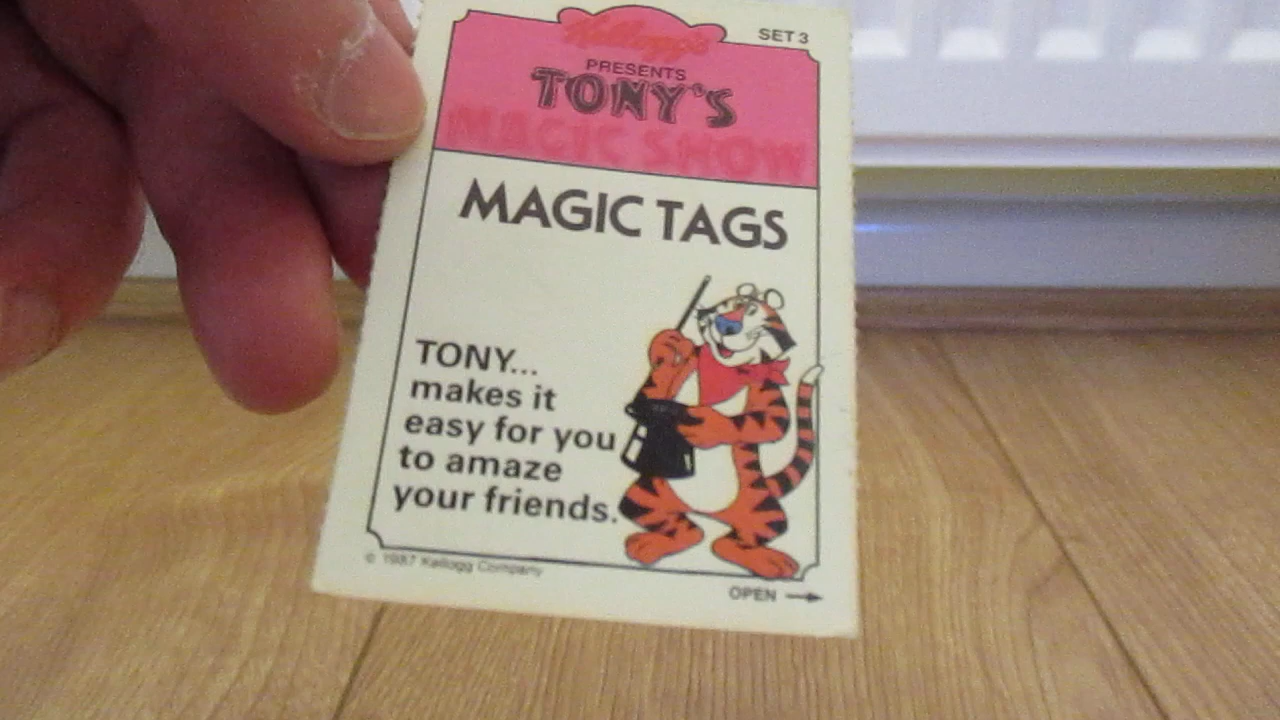 Kellogg's
SET 3
PRESENTS
TONY'S
MAGIC SHOW
MAGIC TAGS
TONY...
makes it
easy for you
to amaze
your friends.
© 1987 Kellogg Company
OPEN